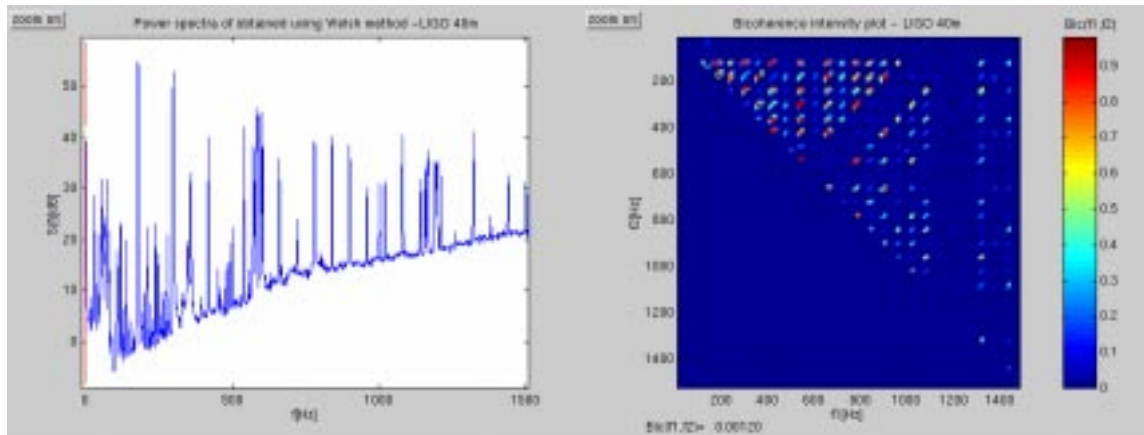 zoom on
Power spectra of obtained using Welsh method -LIGO 40m
50
40
30
20
10
0
S(f)[dB]
0
500
1000
1500
f[Hz]
zoom on
Bicoherence intensity plot - LIGO 40m
200
400
600
800
1000
1200
1400
f2[Hz]
200 400 600 800 1000 1200 1400
f1[Hz]
Bic(f1,f2)= 0.00120
Bic(f1,f2)
0.9
0.8
0.7
0.6
0.5
0.4
0.3
0.2
0.1
0